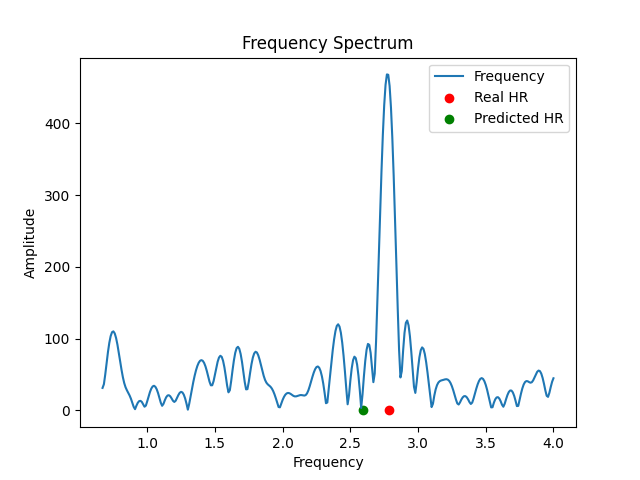 Frequency Spectrum
Frequency
Real HR
Predicted HR
Amplitude
400
300
200
100
0
1.0 1.5 2.0 2.5 3.0 3.5 4.0
Frequency